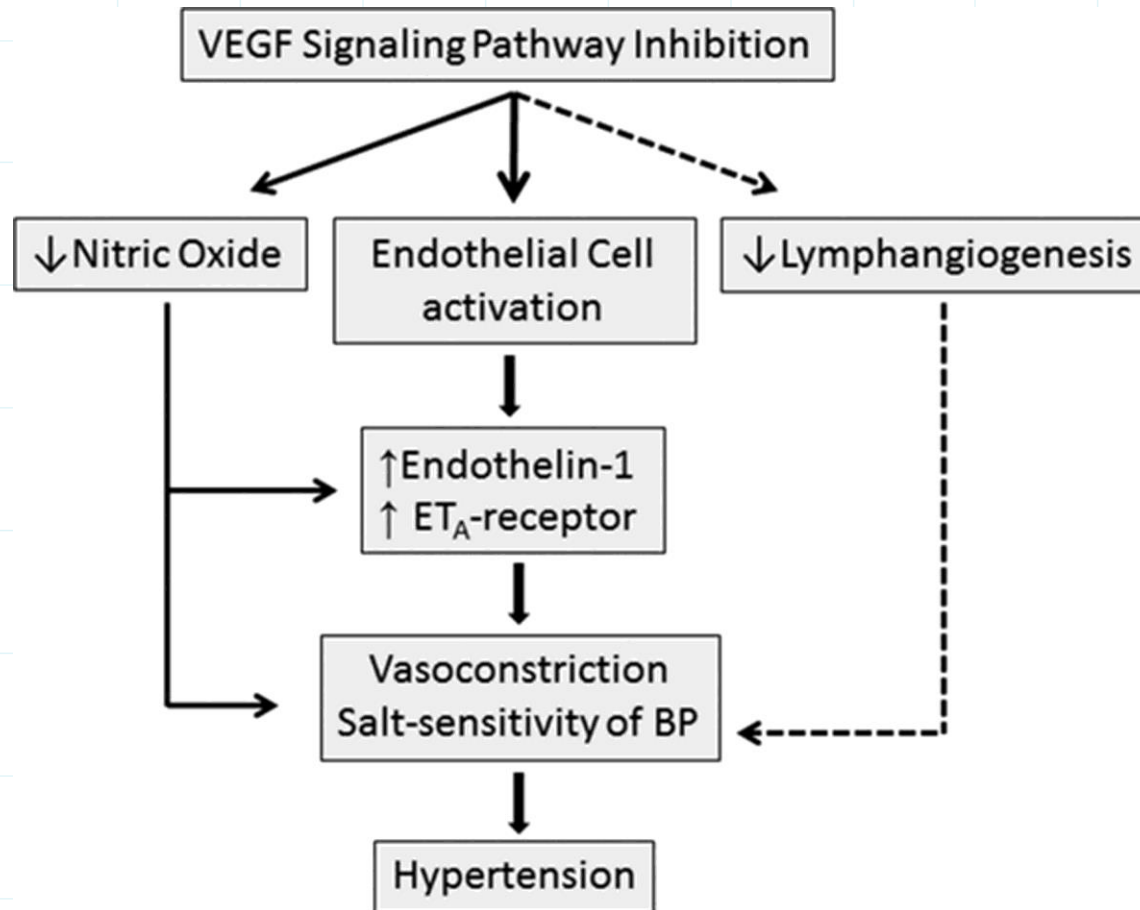 VEGF Signaling Pathway Inhibition
↓Nitric Oxide
Endothelial Cell
activation
↓Lymphangiogenesis
↑Endothelin-1
↑ ET_A-receptor
Vasoconstriction
Salt-sensitivity of BP
Hypertension